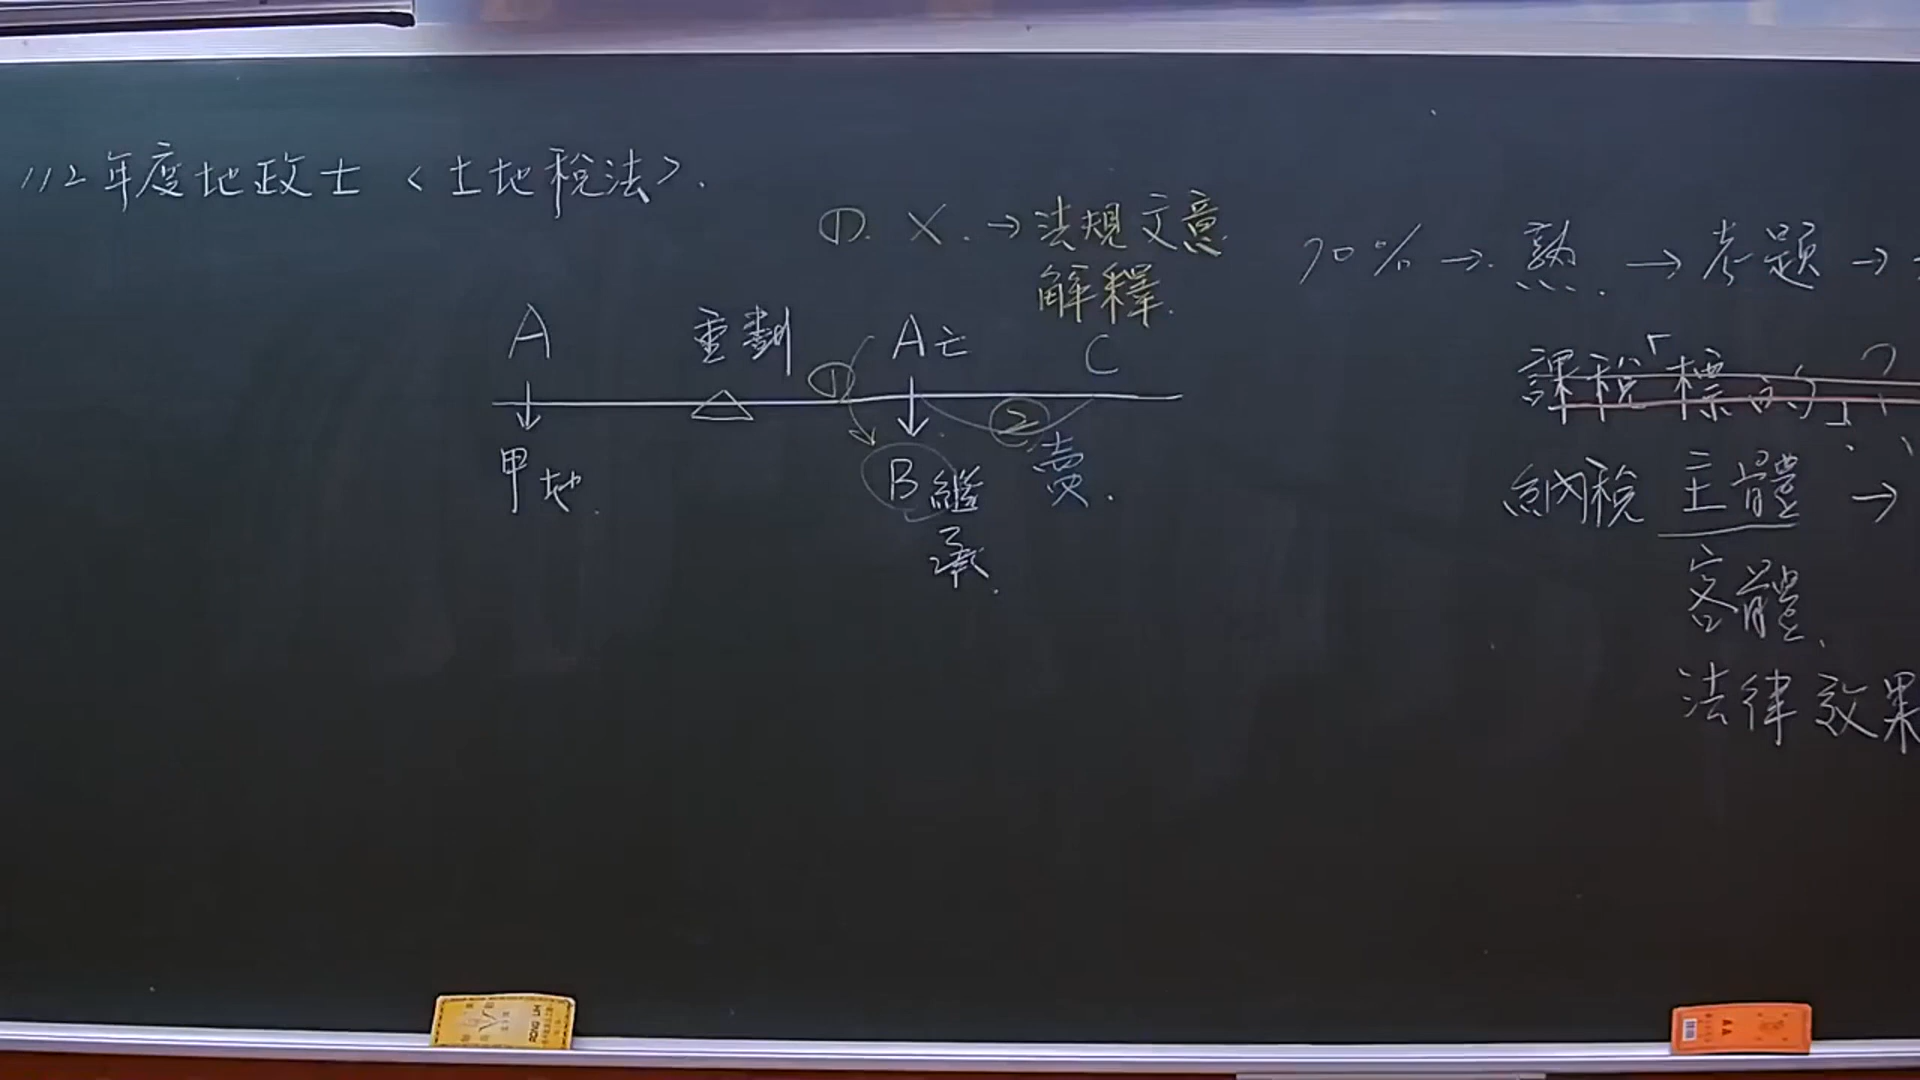 112年度地政士〈土地稅法〉.
①. X. →法規文意
解釋.
A 重劃 A亡 C
① ②
甲地. B繼承. 賣.
70% →. 熟. →考題→
課稅「標的」?
納稅主體→
客體、
法律效果